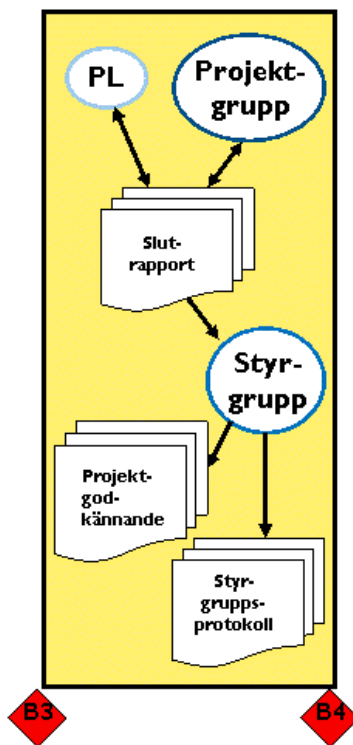 PL
Projekt-
grupp
Slut-
rapport
Styr-
grupp
Projekt-
god-
kännande
Styr-
grupps-
protokoll
B3
B4